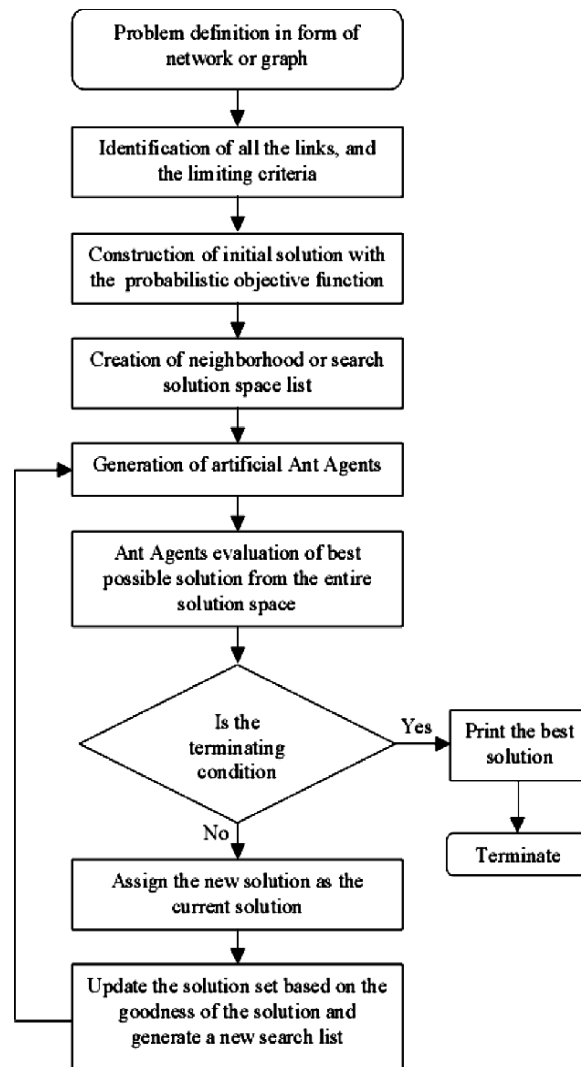 Problem definition in form of
network or graph
Identification of all the links, and
the limiting criteria
Construction of initial solution with
the probabilistic objective function
Creation of neighborhood or search
solution space list
Generation of artificial Ant Agents
Ant Agents evaluation of best
possible solution from the entire
solution space
Is the
terminating
condition
Yes
Print the best
solution
Terminate
No
Assign the new solution as the
current solution
Update the solution set based on the
goodness of the solution and
generate a new search list